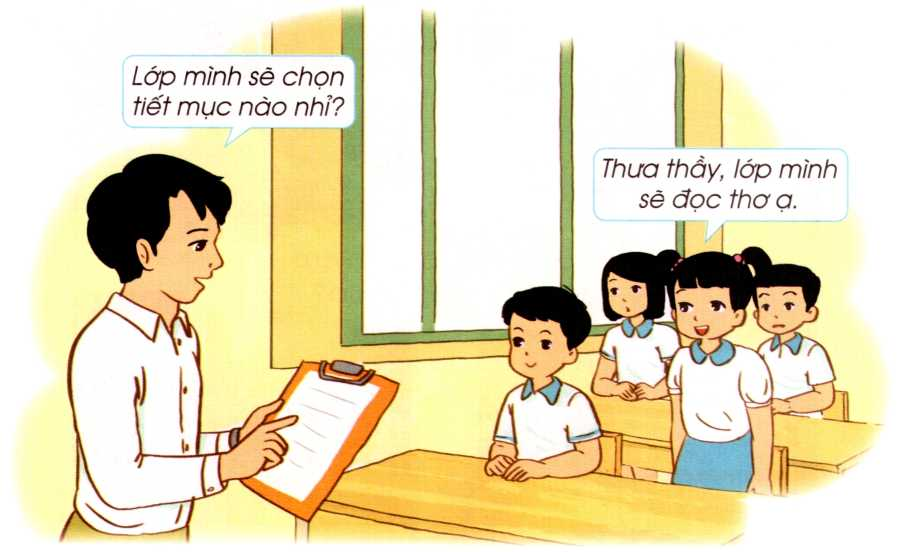 Lớp mình sẽ chọn
tiết mục nào nhỉ?
Thưa thầy, lớp mình
sẽ đọc thơ ạ.